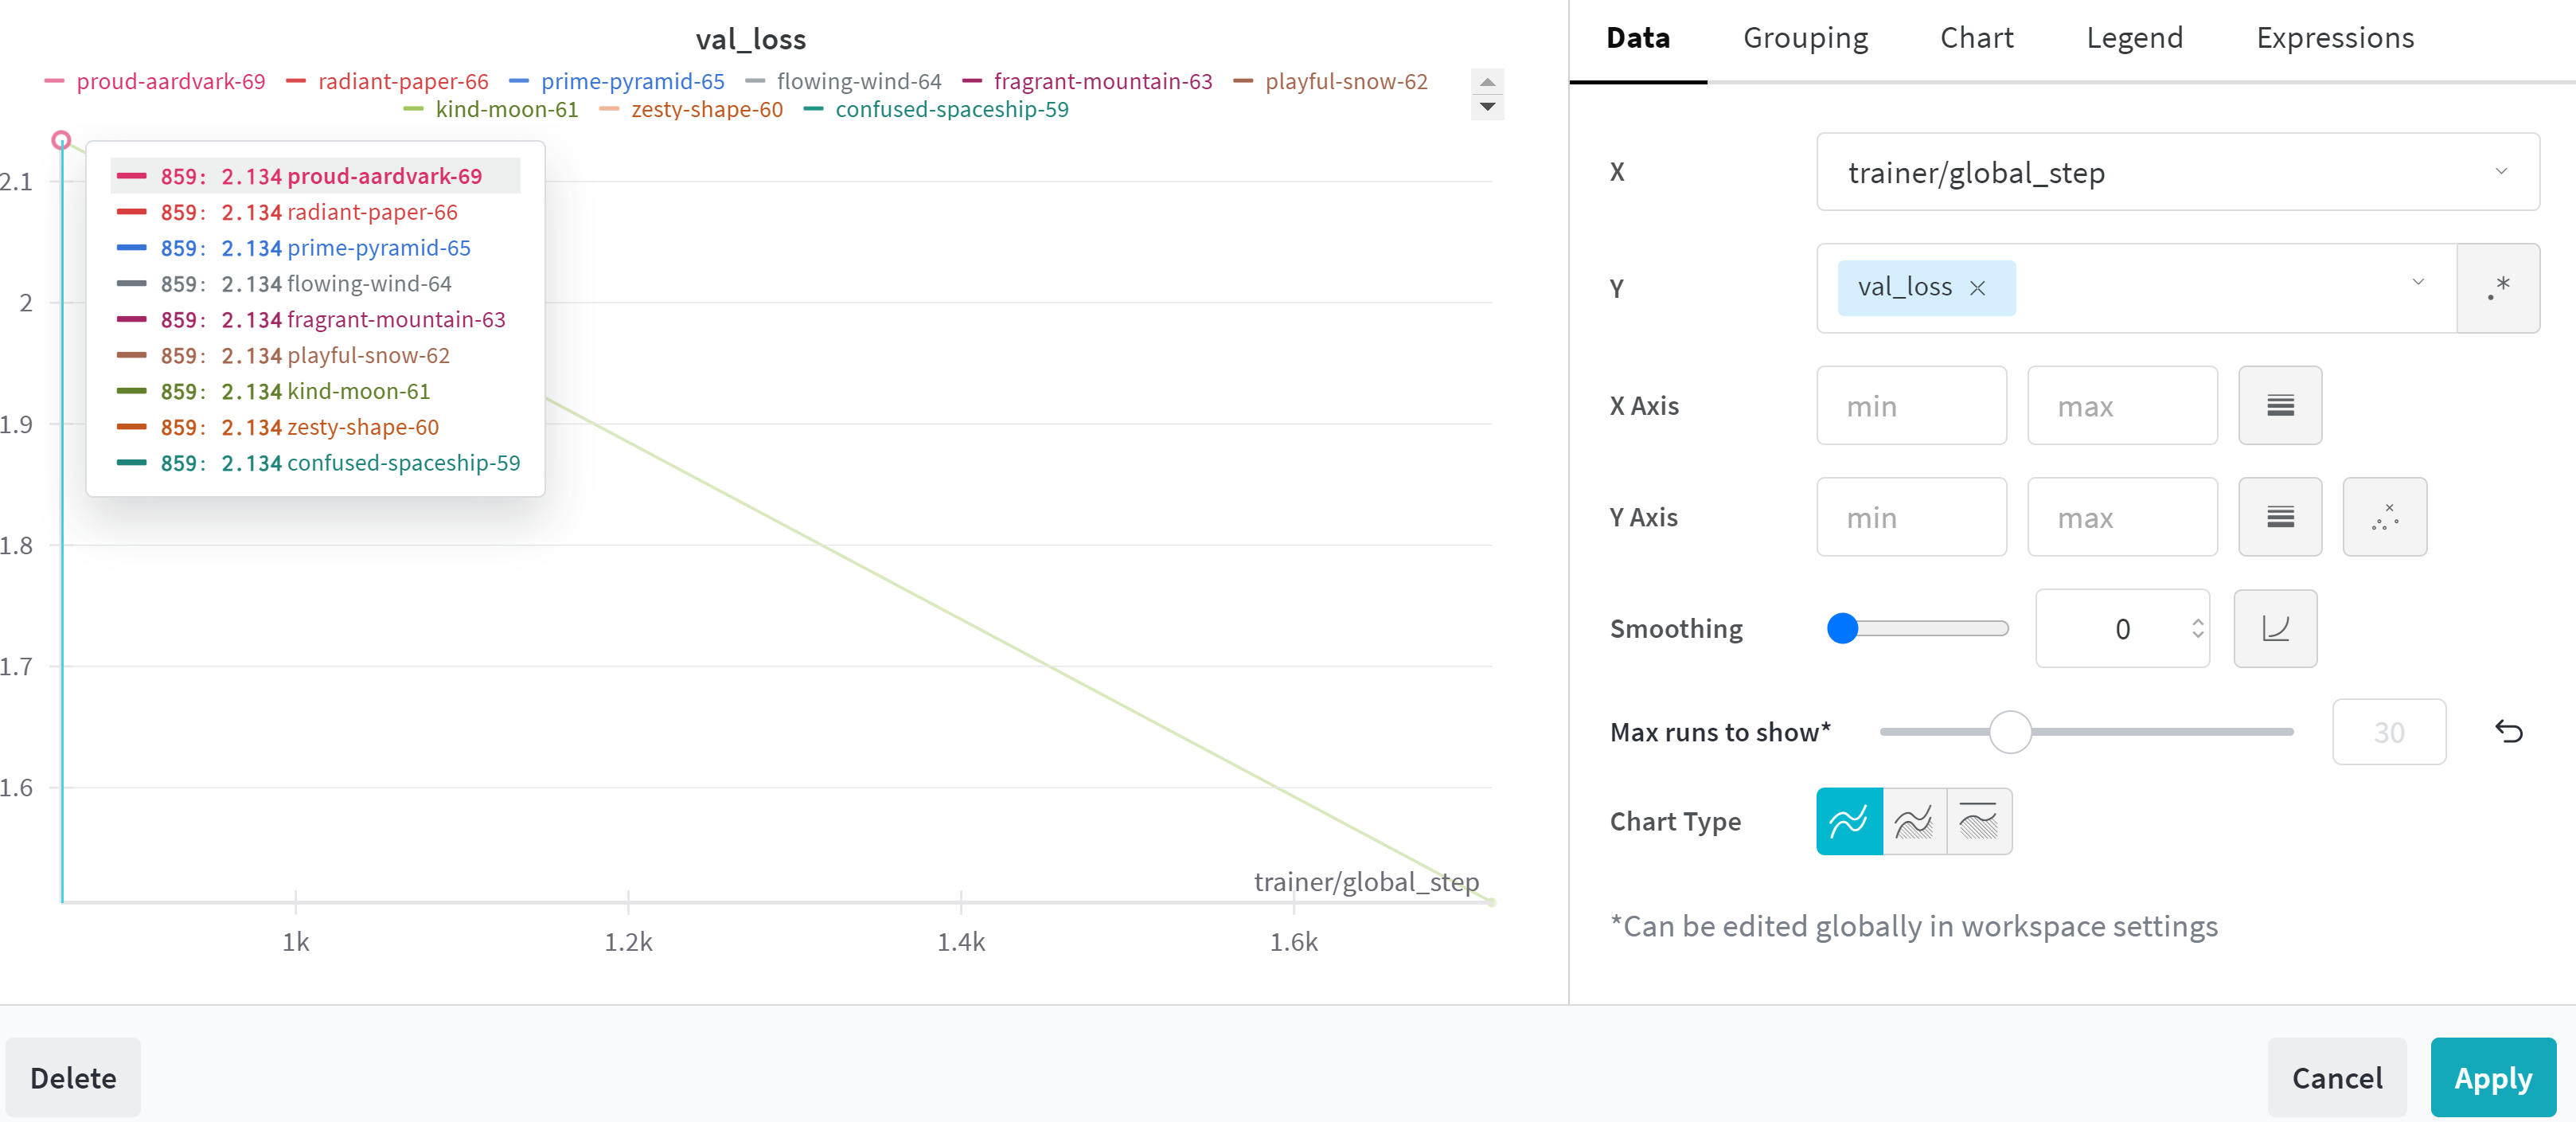 val_loss
proud-aardvark-69 radiant-paper-66 prime-pyramid-65 flowing-wind-64 fragrant-mountain-63 playful-snow-62
kind-moon-61 zesty-shape-60 confused-spaceship-59
859: 2.134 proud-aardvark-69
859: 2.134 radiant-paper-66
859: 2.134 prime-pyramid-65
859: 2.134 flowing-wind-64
859: 2.134 fragrant-mountain-63
859: 2.134 playful-snow-62
859: 2.134 kind-moon-61
859: 2.134 zesty-shape-60
859: 2.134 confused-spaceship-59
2.1
2
1.9
1.8
1.7
1.6
trainer/global_step
1k 1.2k 1.4k 1.6k
Data Grouping Chart Legend Expressions
X trainer/global_step
Y val_loss .*
X Axis min max
Y Axis min max
Smoothing 0
Max runs to show* 30
Chart Type
*Can be edited globally in workspace settings
Delete Cancel Apply